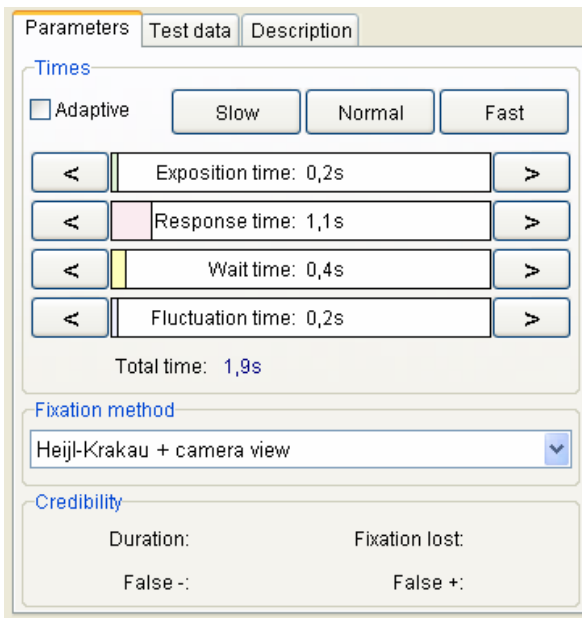 Parameters Test data Description
Times
Adaptive Slow Normal Fast
< Exposition time: 0,2s >
< Response time: 1,1s >
< Wait time: 0,4s >
< Fluctuation time: 0,2s >
Total time: 1,9s
Fixation method
Heijl-Krakau + camera view
Credibility
Duration: Fixation lost:
False -: False +: